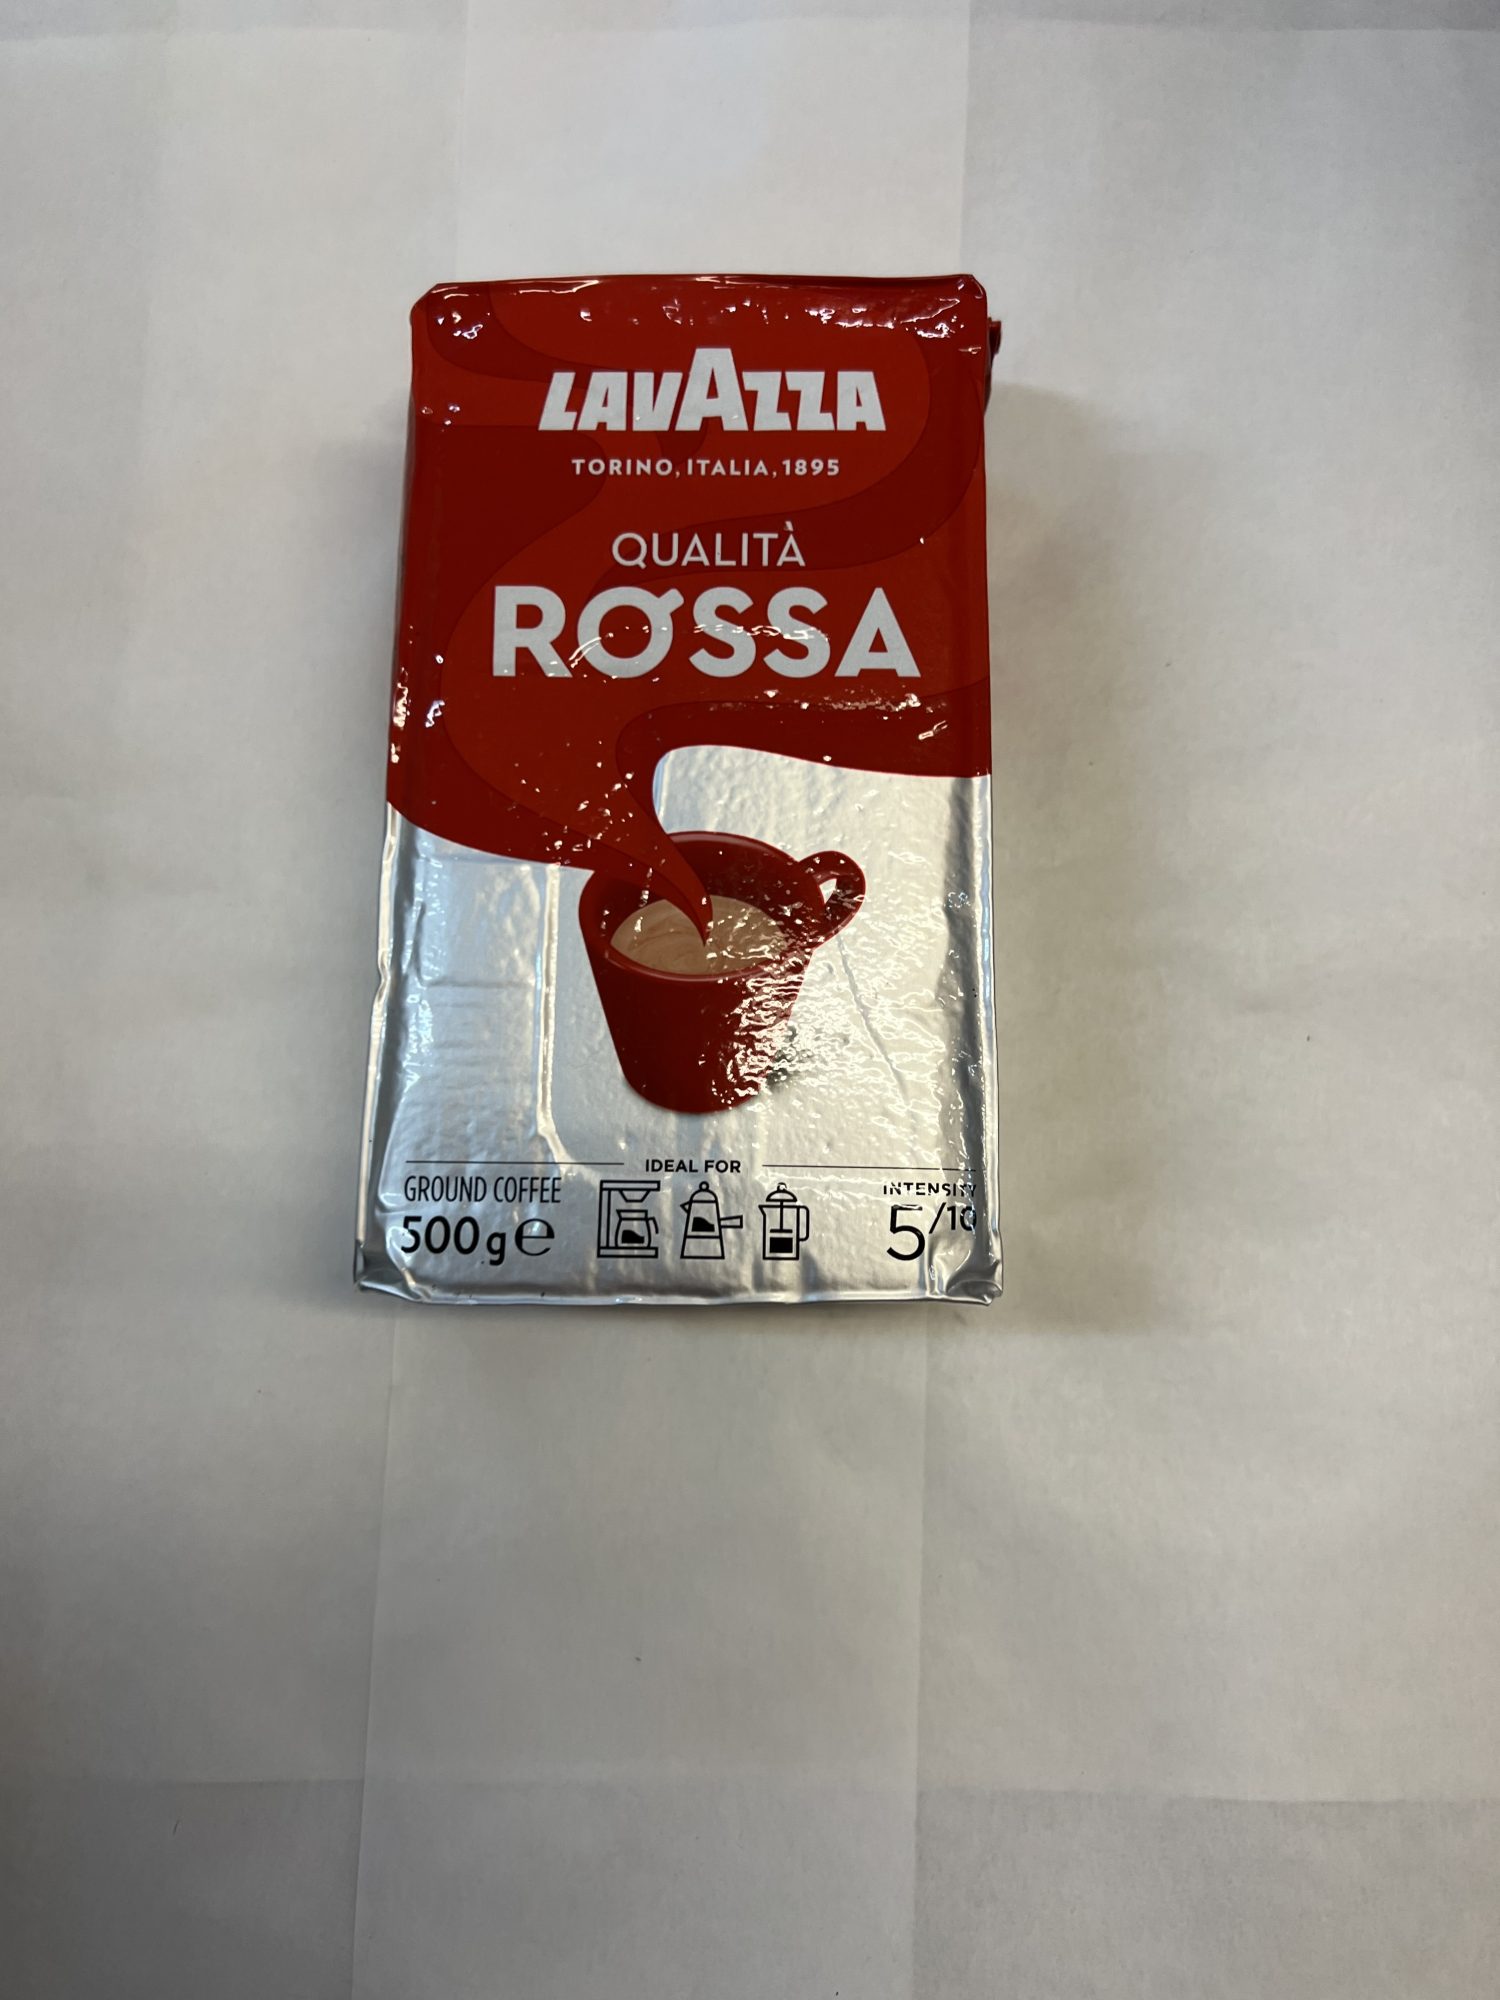 LAVAZZA
TORINO, ITALIA, 1895
QUALITÀ
ROSSA
IDEAL FOR
GROUND COFFEE
500g℮
INTENSITY
5/10